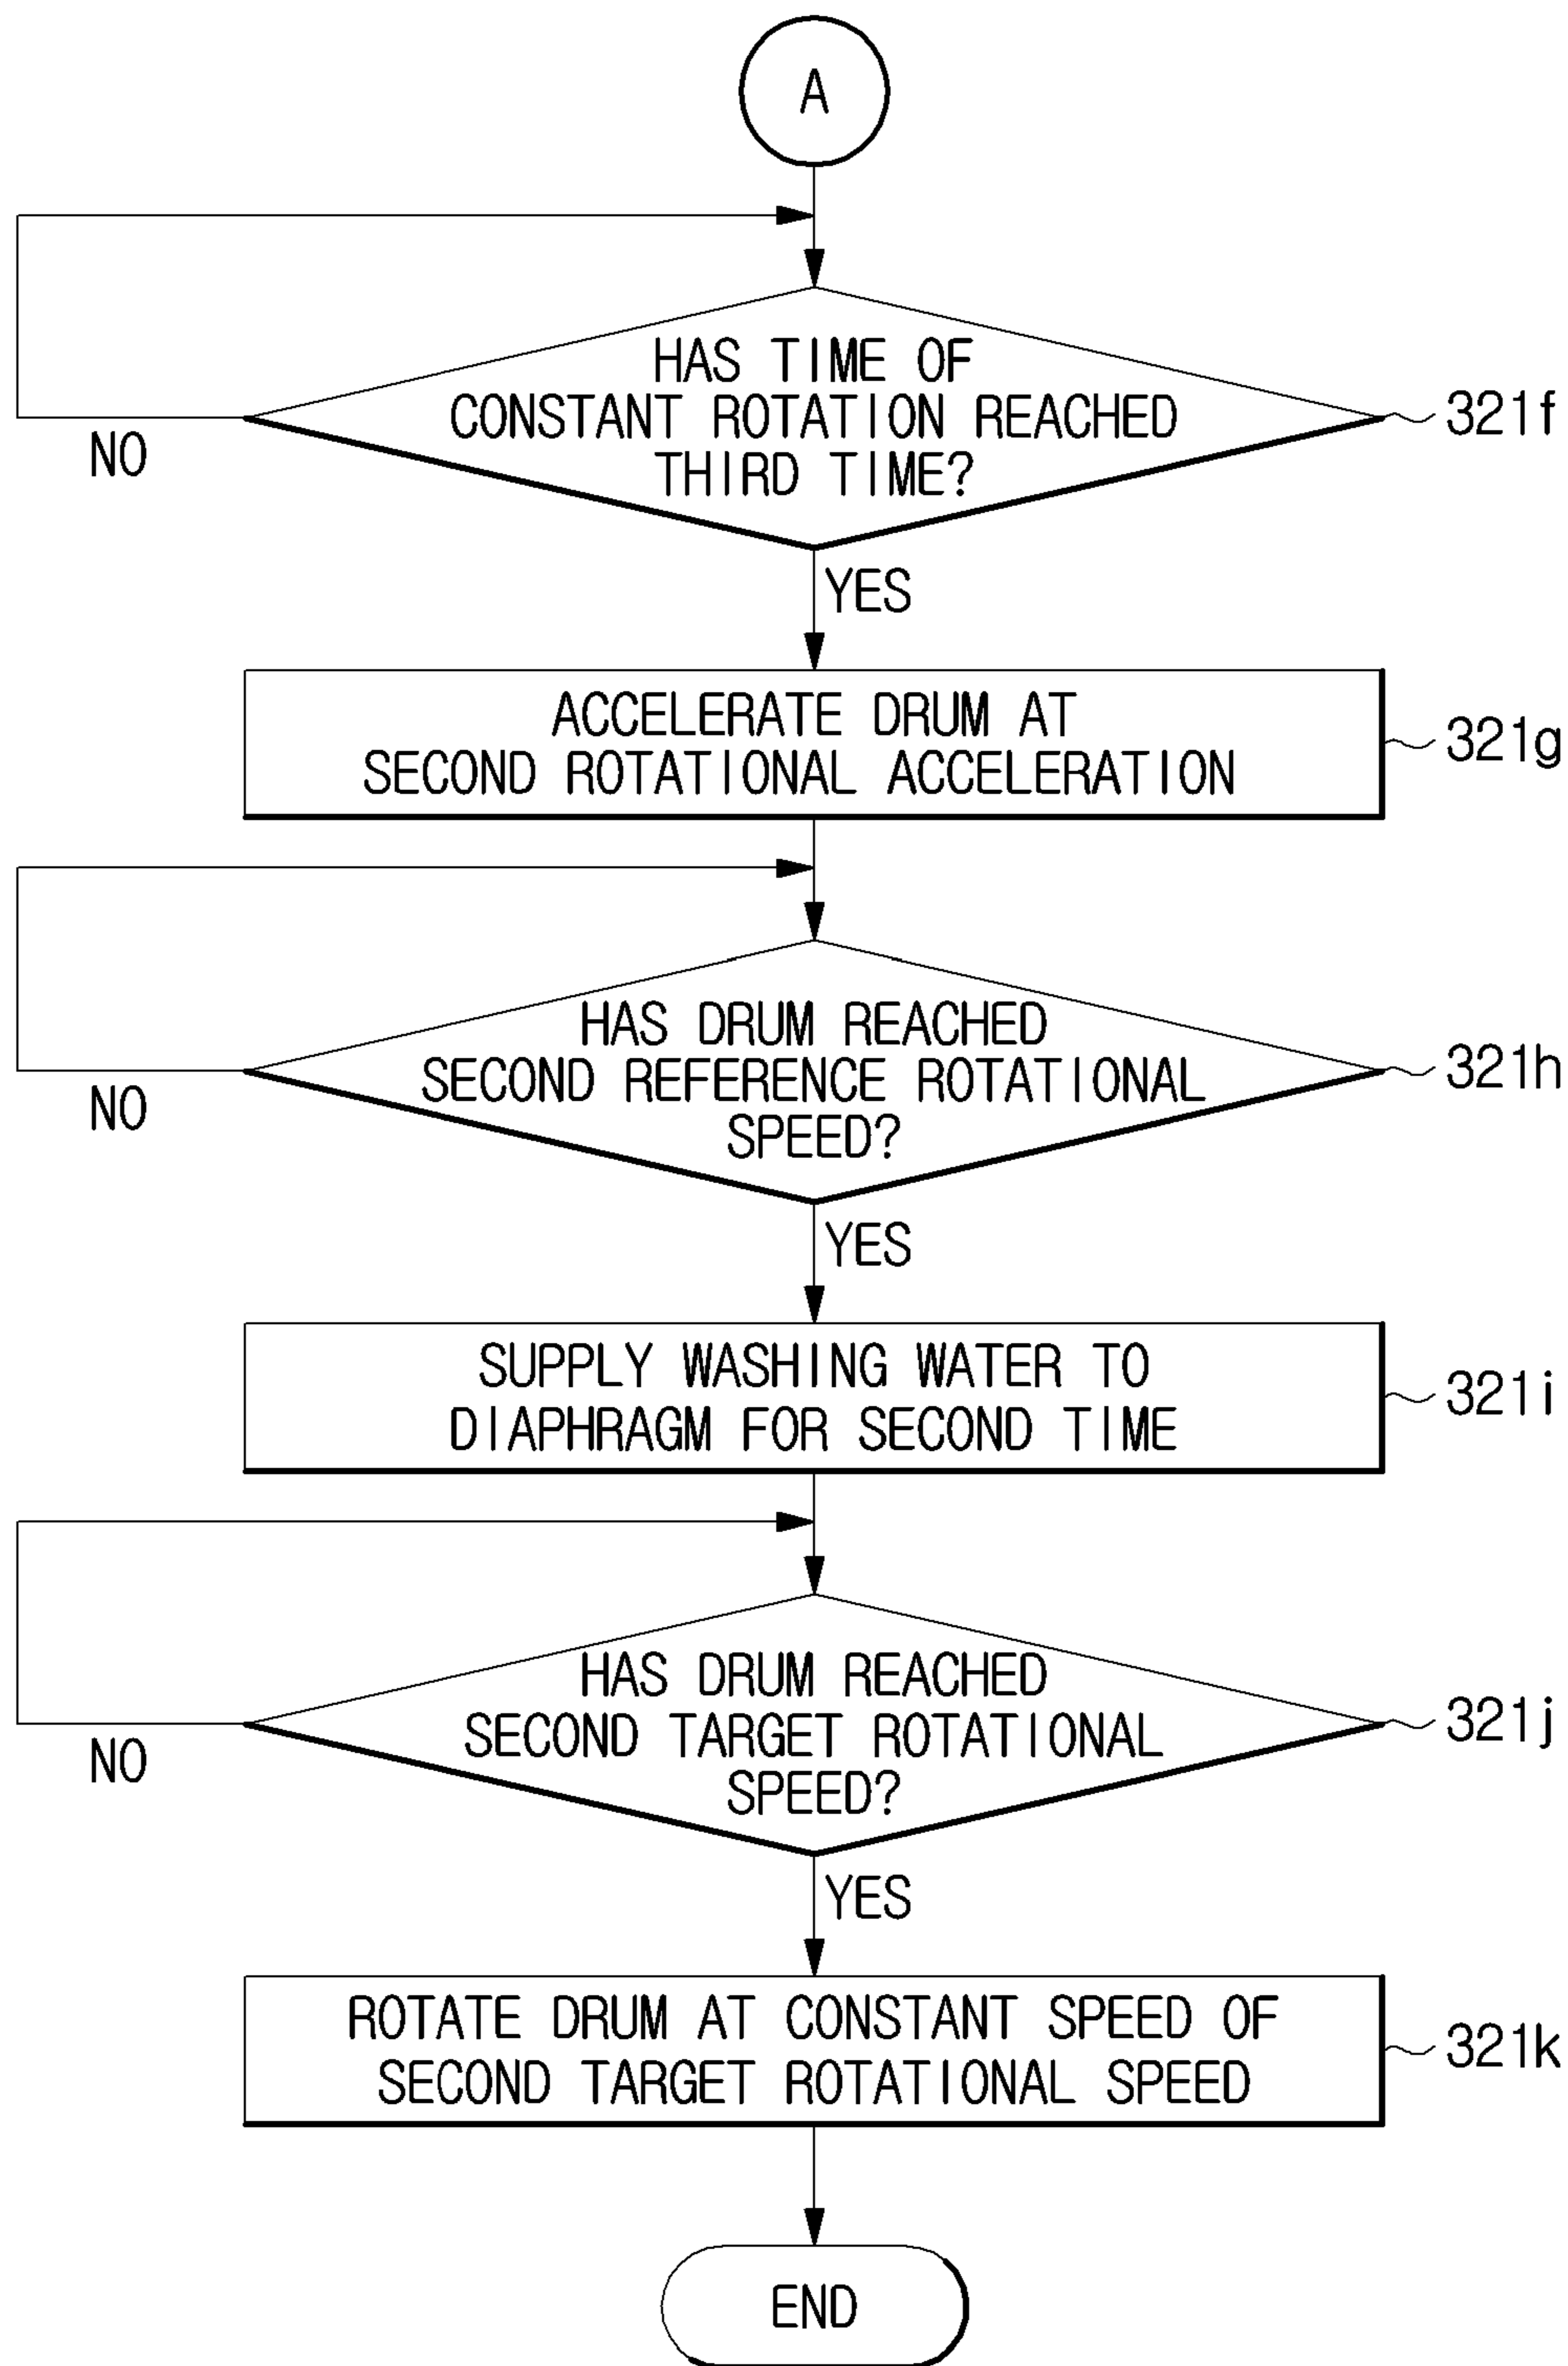 A
HAS TIME OF
CONSTANT ROTATION REACHED
THIRD TIME?
321f
NO
YES
ACCELERATE DRUM AT
SECOND ROTATIONAL ACCELERATION
321g
HAS DRUM REACHED
SECOND REFERENCE ROTATIONAL
SPEED?
321h
NO
YES
SUPPLY WASHING WATER TO
DIAPHRAGM FOR SECOND TIME
321i
HAS DRUM REACHED
SECOND TARGET ROTATIONAL
SPEED?
321j
NO
YES
ROTATE DRUM AT CONSTANT SPEED OF
SECOND TARGET ROTATIONAL SPEED
321k
END